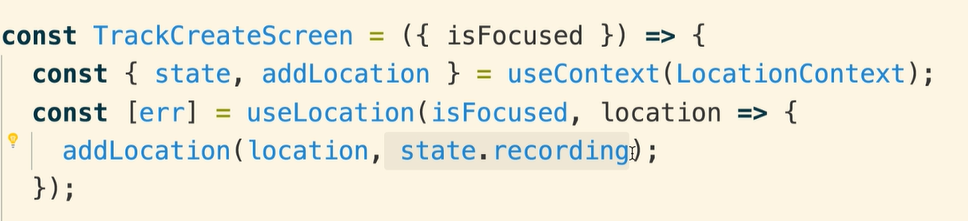 const TrackCreateScreen = ({ isFocused }) => {
const { state, addLocation } = useContext(LocationContext);
const [err] = useLocation(isFocused, location => {
addLocation(location, state.recording);
});